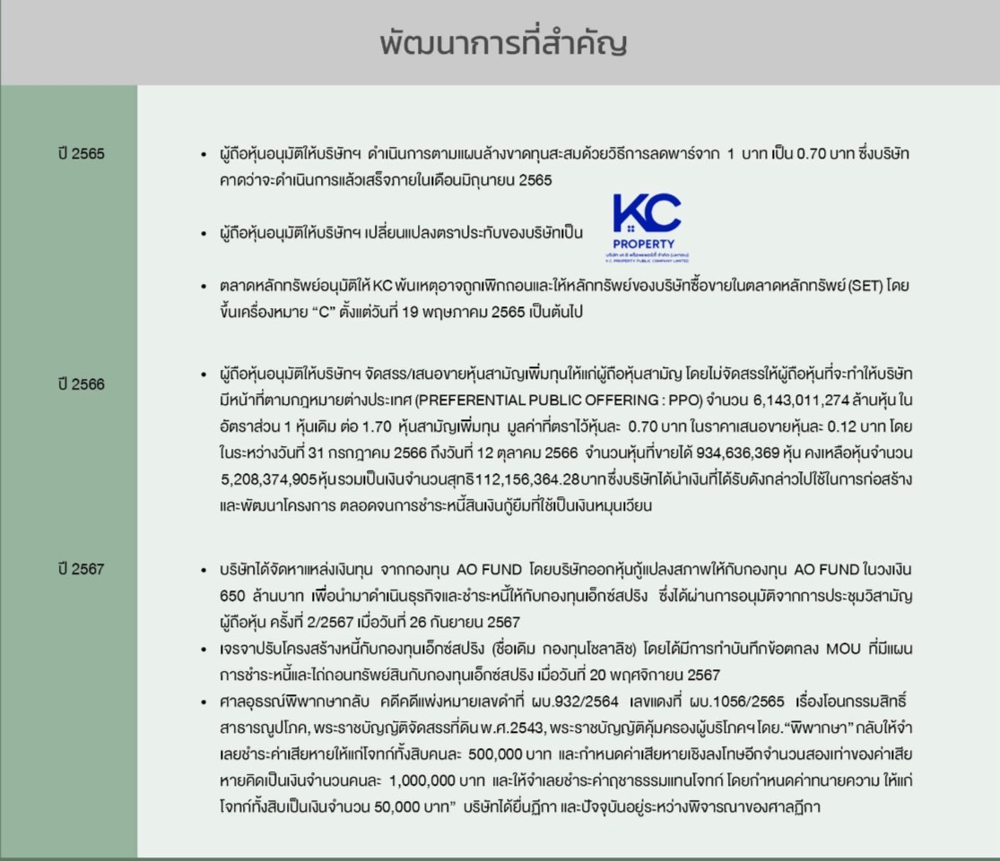 พัฒนาการที่สำคัญ
ปี 2565
• ผู้ถือหุ้นอนุมัติให้บริษัทฯ ดำเนินการตามแผนล้างขาดทุนสะสมด้วยวิธีการลดพาร์จาก 1 บาท เป็น 0.70 บาท ซึ่งบริษัท
คาดว่าจะดำเนินการแล้วเสร็จภายในเดือนมิถุนายน 2565
• ผู้ถือหุ้นอนุมัติให้บริษัทฯ เปลี่ยนแปลงตราประทับของบริษัทเป็น
KC
PROPERTY
บริษัท เค.ซี. พร็อพเพอร์ตี้ จำกัด (มหาชน)
K.C. PROPERTY PUBLIC COMPANY LIMITED
• ตลาดหลักทรัพย์อนุมัติให้ KC พ้นเหตุอาจถูกเพิกถอนและให้หลักทรัพย์ของบริษัทซื้อขายในตลาดหลักทรัพย์ (SET) โดย
ขึ้นเครื่องหมาย “C” ตั้งแต่วันที่ 19 พฤษภาคม 2565 เป็นต้นไป
ปี 2566
• ผู้ถือหุ้นอนุมัติให้บริษัทฯ จัดสรร/เสนอขายหุ้นสามัญเพิ่มทุนให้แก่ผู้ถือหุ้นสามัญ โดยไม่จัดสรรให้ผู้ถือหุ้นที่จะทำให้บริษัท
มีหน้าที่ตามกฎหมายต่างประเทศ (PREFERENTIAL PUBLIC OFFERING : PPO) จำนวน 6,143,011,274 ล้านหุ้น ใน
อัตราส่วน 1 หุ้นเดิม ต่อ 1.70 หุ้นสามัญเพิ่มทุน มูลค่าที่ตราไว้หุ้นละ 0.70 บาท ในราคาเสนอขายหุ้นละ 0.12 บาท โดย
ในระหว่างวันที่ 31 กรกฎาคม 2566 ถึงวันที่ 12 ตุลาคม 2566 จำนวนหุ้นที่ขายได้ 934,636,369 หุ้น คงเหลือหุ้นจำนวน
5,208,374,905 หุ้น รวมเป็นเงินจำนวนสุทธิ 112,156,364.28 บาท ซึ่งบริษัทได้นำเงินที่ได้รับดังกล่าวไปใช้ในการก่อสร้าง
และพัฒนาโครงการ ตลอดจนการชำระหนี้สินเงินกู้ยืมที่ใช้เป็นเงินหมุนเวียน
ปี 2567
• บริษัทได้จัดหาแหล่งเงินทุน จากกองทุน AO FUND โดยบริษัทออกหุ้นกู้แปลงสภาพให้กับกองทุน AO FUND ในวงเงิน
650 ล้านบาท เพื่อนำมาดำเนินธุรกิจและชำระหนี้ให้กับกองทุนเอ็กซ์สปริง ซึ่งได้ผ่านการอนุมัติจากการประชุมวิสามัญ
ผู้ถือหุ้น ครั้งที่ 2/2567 เมื่อวันที่ 26 กันยายน 2567
• เจรจาปรับโครงสร้างหนี้กับกองทุนเอ็กซ์สปริง (ชื่อเดิม กองทุนโซลาลิซ) โดยได้มีการทำบันทึกข้อตกลง MOU ที่มีแผน
การชำระหนี้และไถ่ถอนทรัพย์สินกับกองทุนเอ็กซ์สปริง เมื่อวันที่ 20 พฤศจิกายน 2567
• ศาลอุธรณ์พิพากษากลับ คดีคดีแพ่งหมายเลขดำที่ ผบ.932/2564 เลขแดงที่ ผบ.1056/2565 เรื่องโอนกรรมสิทธิ์
สาธารณูปโภค, พระราชบัญญัติจัดสรรที่ดิน พ.ศ.2543, พระราชบัญญัติคุ้มครองผู้บริโภคฯ โดย.“พิพากษา” กลับให้จำ
เลยชำระค่าเสียหายให้แก่โจทก์ทั้งสิบคนละ 500,000 บาท และกำหนดค่าเสียหายเชิงลงโทษอีกจำนวนสองเท่าของค่าเสีย
หายคิดเป็นเงินจำนวนคนละ 1,000,000 บาท และให้จำเลยชำระค่าฤชาธรรมแทนโจทก์ โดยกำหนดค่าทนายความ ให้แก่
โจทก์ทั้งสิบเป็นเงินจำนวน 50,000 บาท” บริษัทได้ยื่นฎีกา และปัจจุบันอยู่ระหว่างพิจารณาของศาลฎีกา